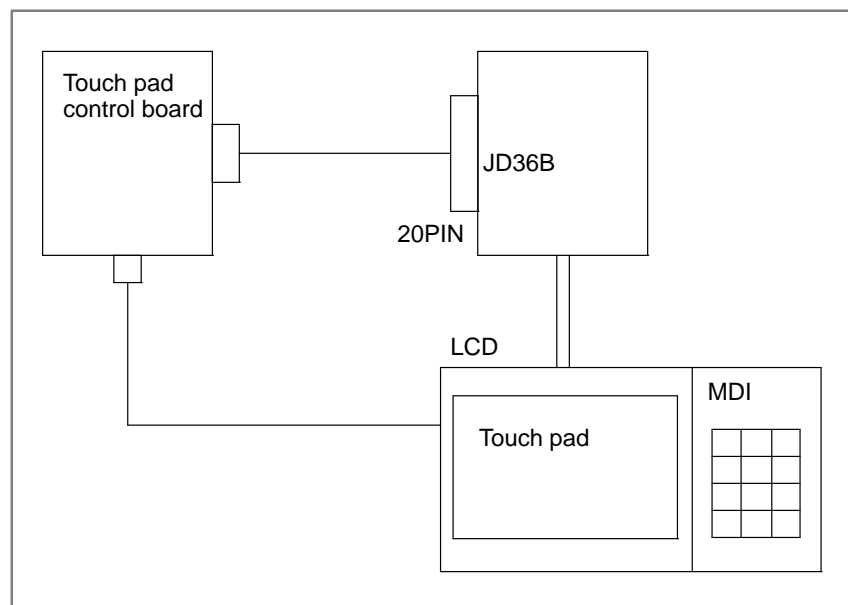 Touch pad
control board
JD36B
20PIN
LCD
MDI
Touch pad